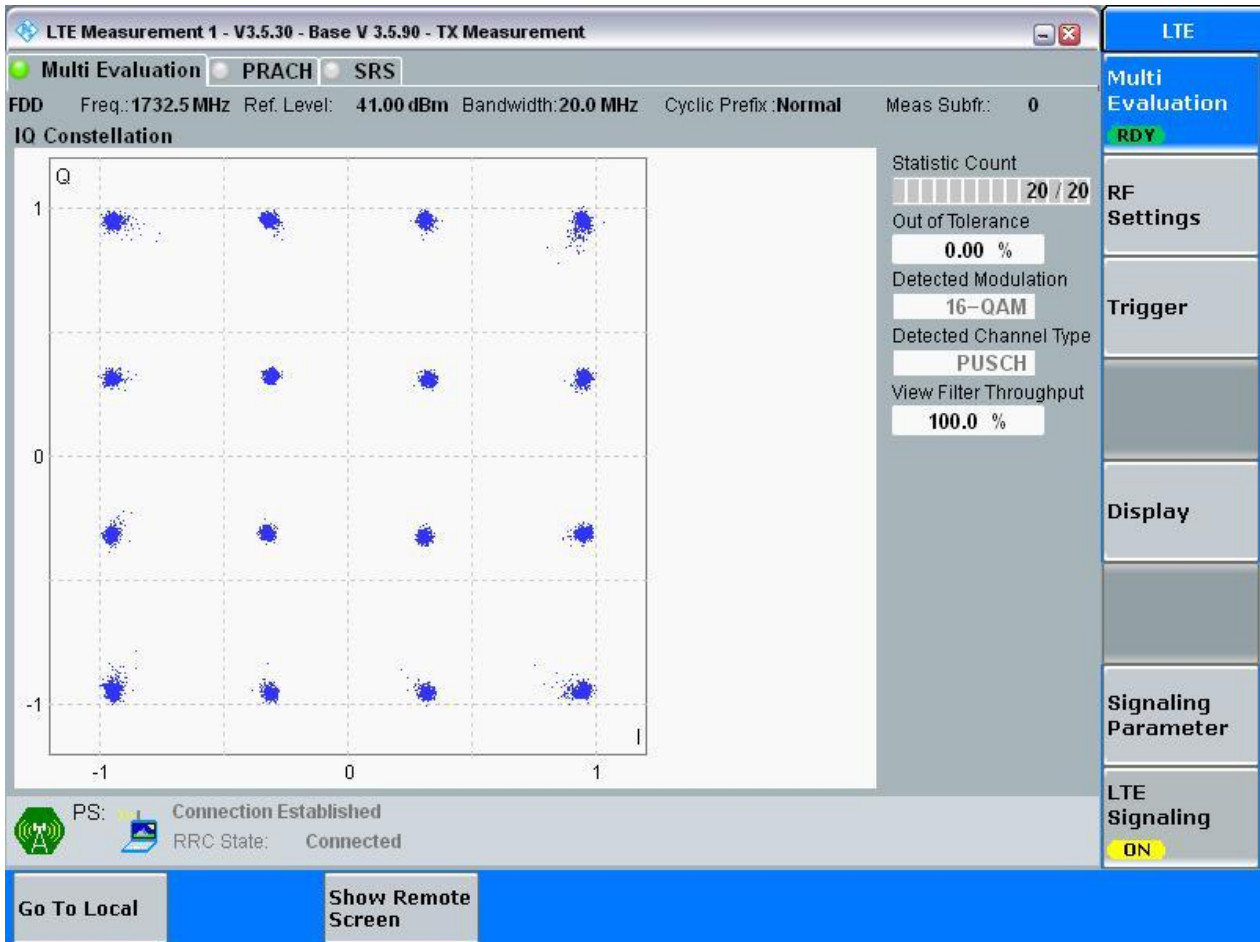 LTE Measurement 1 - V3.5.30 - Base V 3.5.90 - TX Measurement
LTE
Multi Evaluation PRACH SRS
FDD Freq.: 1732.5 MHz Ref. Level: 41.00 dBm Bandwidth: 20.0 MHz Cyclic Prefix : Normal Meas Subfr.: 0
IQ Constellation
Q
1
0
-1
-1 0 1
I
Statistic Count
20 / 20
Out of Tolerance
0.00 %
Detected Modulation
16-QAM
Detected Channel Type
PUSCH
View Filter Throughput
100.0 %
Multi
Evaluation
RDY
RF
Settings
Trigger
Display
Signaling
Parameter
LTE
Signaling
ON
PS: Connection Established
RRC State: Connected
Go To Local
Show Remote
Screen